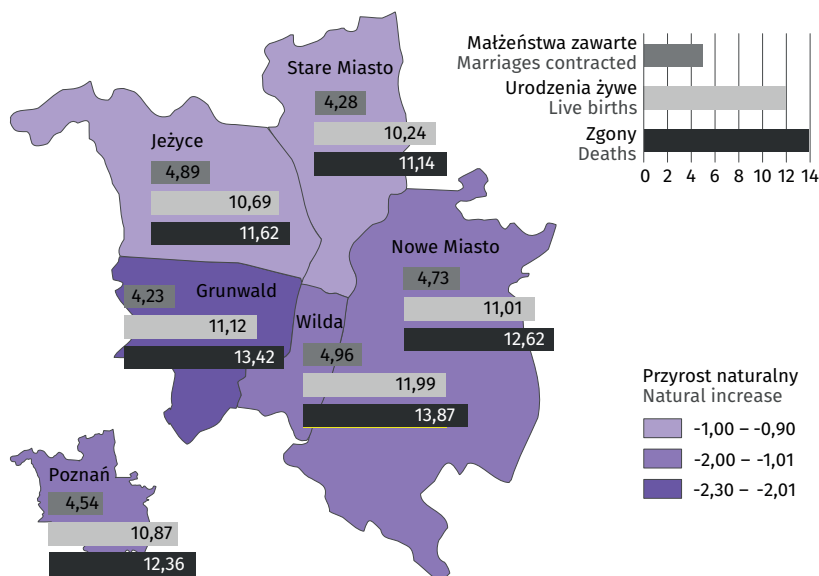 Małżeństwa zawarte
Marriages contracted
Urodzenia żywe
Live births
Zgony
Deaths
0 2 4 6 8 10 12 14
Stare Miasto
4,28
10,24
11,14
Jeżyce
4,89
10,69
11,62
Nowe Miasto
4,73
11,01
12,62
Grunwald
4,23
11,12
13,42
Wilda
4,96
11,99
13,87
Poznań
4,54
10,87
12,36
Przyrost naturalny
Natural increase
-1,00 – -0,90
-2,00 – -1,01
-2,30 – -2,01